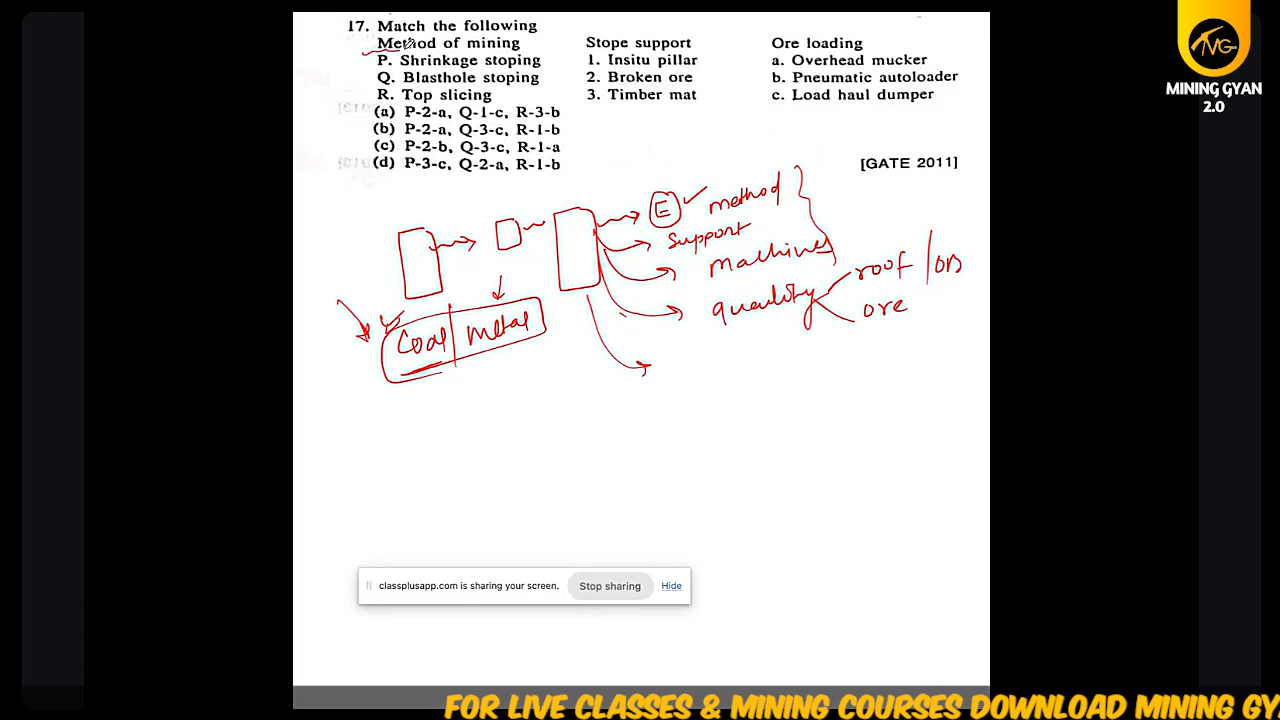 17. Match the following
Method of mining Stope support Ore loading
P. Shrinkage stoping 1. Insitu pillar a. Overhead mucker
Q. Blasthole stoping 2. Broken ore b. Pneumatic autoloader
R. Top slicing 3. Timber mat c. Load haul dumper
(a) P-2-a, Q-1-c, R-3-b
(b) P-2-a, Q-3-c, R-1-b
(c) P-2-b, Q-3-c, R-1-a
(d) P-3-c, Q-2-a, R-1-b [GATE 2011]
E method
support
machines
quality roof / OB
ore
Coal | Metal
classplusapp.com is sharing your screen. Stop sharing Hide
MINING GYAN
2.0
FOR LIVE CLASSES & MINING COURSES DOWNLOAD MINING GY